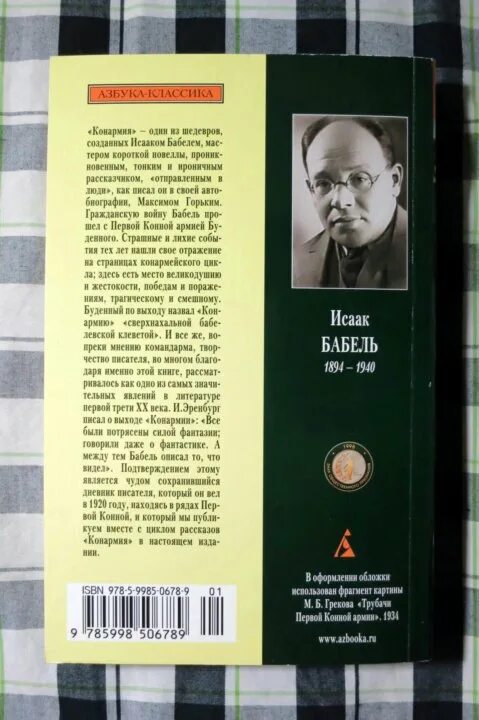 АЗБУКА-КЛАССИКА
«Конармия» – один из шедевров,
созданных Исааком Бабелем, мас-
тером короткой новеллы, проник-
новенным, тонким и ироничным
рассказчиком, «отправленным в
люди», как писал он в своей авто-
биографии, Максимом Горьким.
Гражданскую войну Бабель про-
шел с Первой Конной армией Бу-
денного. Страшные и лихие собы-
тия тех лет нашли свое отражение
на страницах конармейского цик-
ла; здесь есть место великодушию
и жестокости, победам и пораже-
ниям, трагическому и смешному.
Буденный по выходу назвал «Кон-
армию» «сверхнахальной бабе-
левской клеветой». И все же, во-
преки мнению командарма, твор-
чество писателя, во многом благо-
даря именно этой книге, рассмат-
ривалось как одно из самых значи-
тельных явлений в литературе
первой трети XX века. И.Эренбург
писал о выходе «Конармии»: «Все
были потрясены силой фантазии;
говорили даже о фантастике. А
между тем Бабель описал то, что
видел». Подтверждением этому
является чудом сохранившийся
дневник писателя, который он вел
в 1920 году, находясь в рядах Пер-
вой Конной, и который мы публи-
куем вместе с циклом рассказов
«Конармия» в настоящем изда-
нии.
ISBN 978-5-9985-0678-9 01
9 785998 506789
Исаак
БАБЕЛЬ
1894 – 1940
1998
В оформлении обложки
использован фрагмент картины
М. Б. Грекова «Трубачи
Первой Конной армии». 1934
www.azbooka.ru